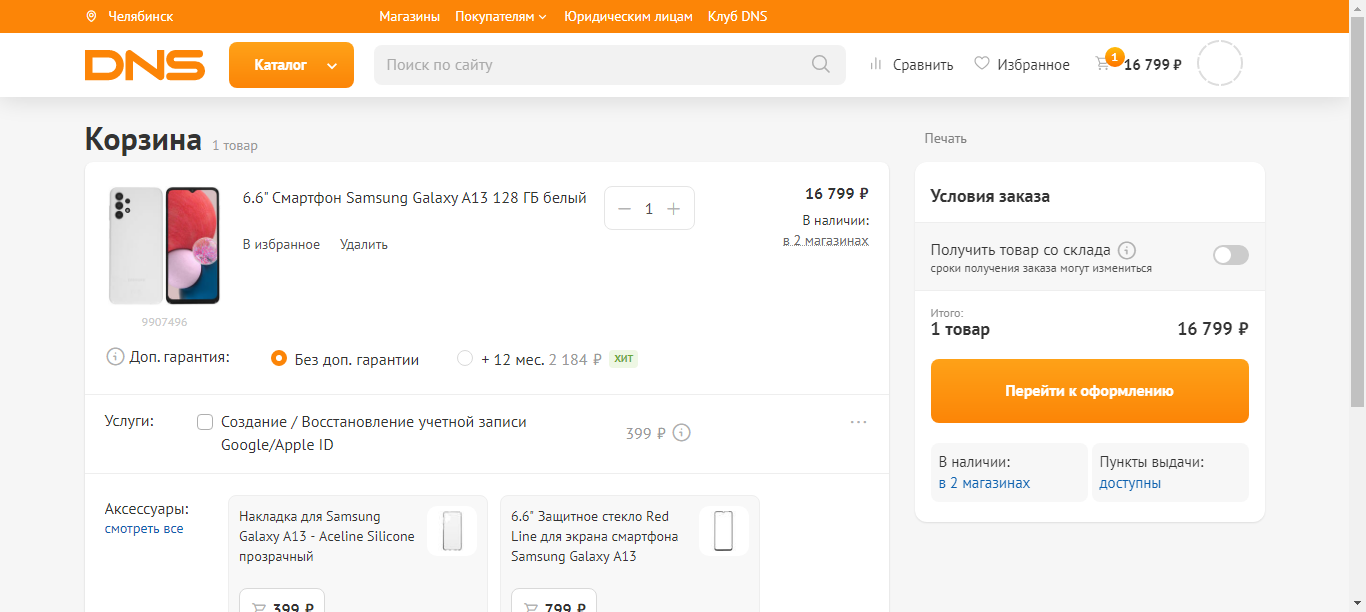 Челябинск
Магазины Покупателям Юридическим лицам Клуб DNS
DNS
Каталог
Поиск по сайту
Сравнить
Избранное
1
16 799 ₽
Корзина 1 товар
Печать
6.6" Смартфон Samsung Galaxy A13 128 ГБ белый
1
16 799 ₽
В наличии:
в 2 магазинах
В избранное Удалить
9907496
Доп. гарантия:
Без доп. гарантии
+ 12 мес. 2 184 ₽ ХИТ
Услуги:
Создание / Восстановление учетной записи
Google/Apple ID
399 ₽
Аксессуары:
смотреть все
Накладка для Samsung
Galaxy A13 - Aceline Silicone
прозрачный
399 ₽
6.6" Защитное стекло Red
Line для экрана смартфона
Samsung Galaxy A13
799 ₽
Условия заказа
Получить товар со склада
сроки получения заказа могут измениться
Итого:
1 товар 16 799 ₽
Перейти к оформлению
В наличии:
в 2 магазинах
Пункты выдачи:
доступны